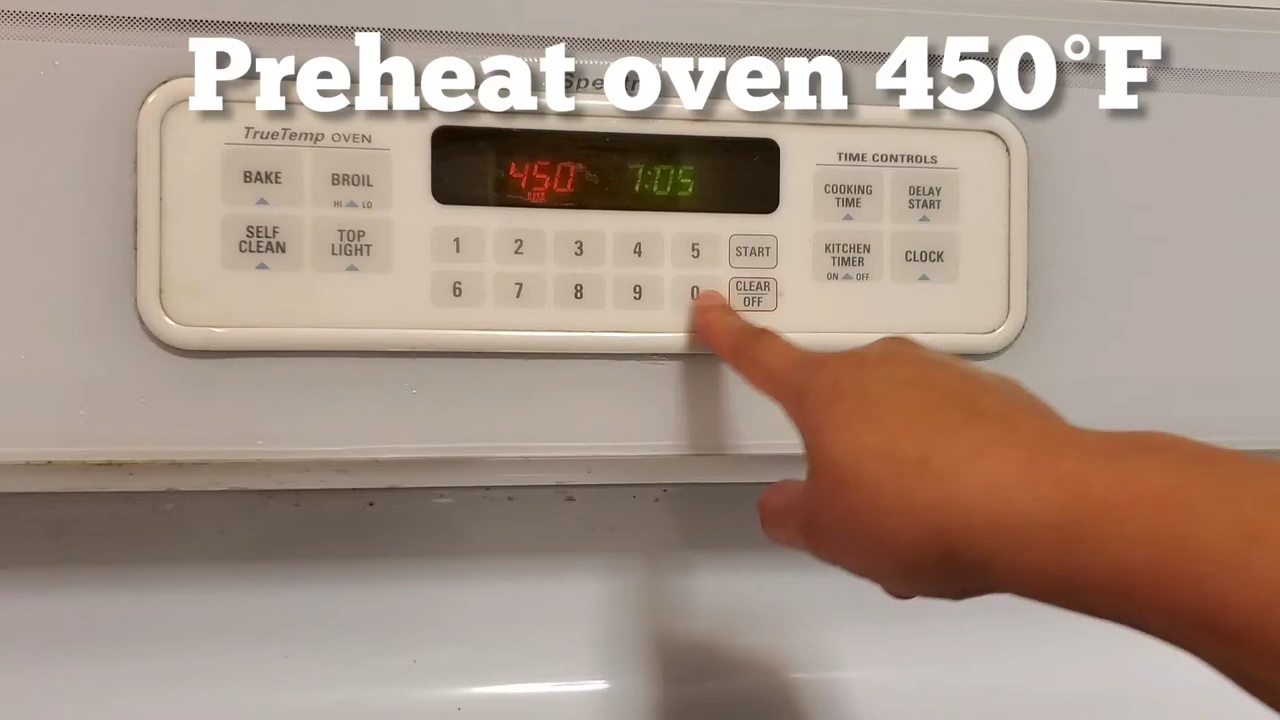 Preheat oven 450°F
TrueTemp OVEN
BAKE
BROIL
HI LO
SELF
CLEAN
TOP
LIGHT
450°
7:05
1 2 3 4 5
START
6 7 8 9 0
CLEAR
OFF
TIME CONTROLS
COOKING
TIME
DELAY
START
KITCHEN
TIMER
ON OFF
CLOCK